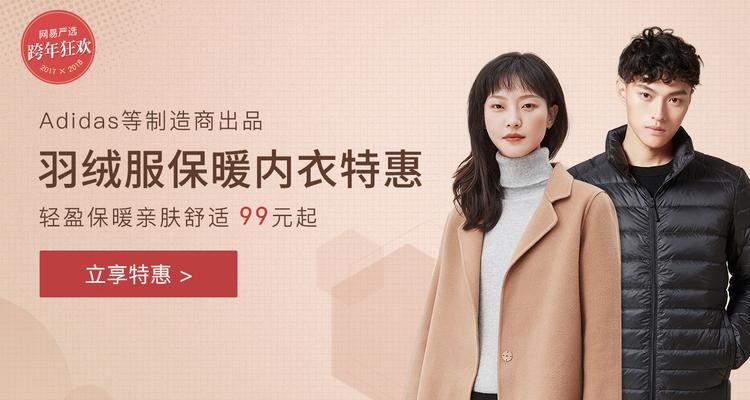 网易严选
跨年狂欢
2017 × 2018
Adidas等制造商出品
羽绒服保暖内衣特惠
轻盈保暖亲肤舒适 99元起
立享特惠 >